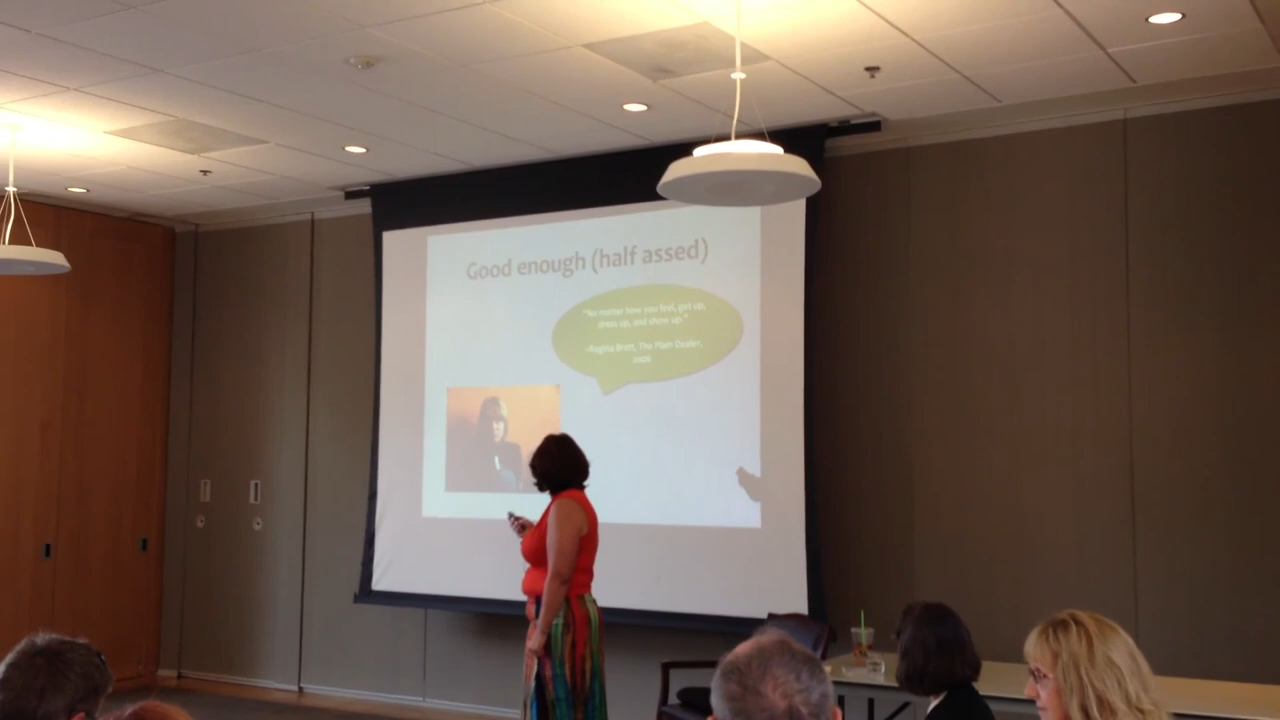 Good enough (half assed)
"No matter how you feel, get up,
dress up, and show up."
-Regina Brett, The Plain Dealer,
2006